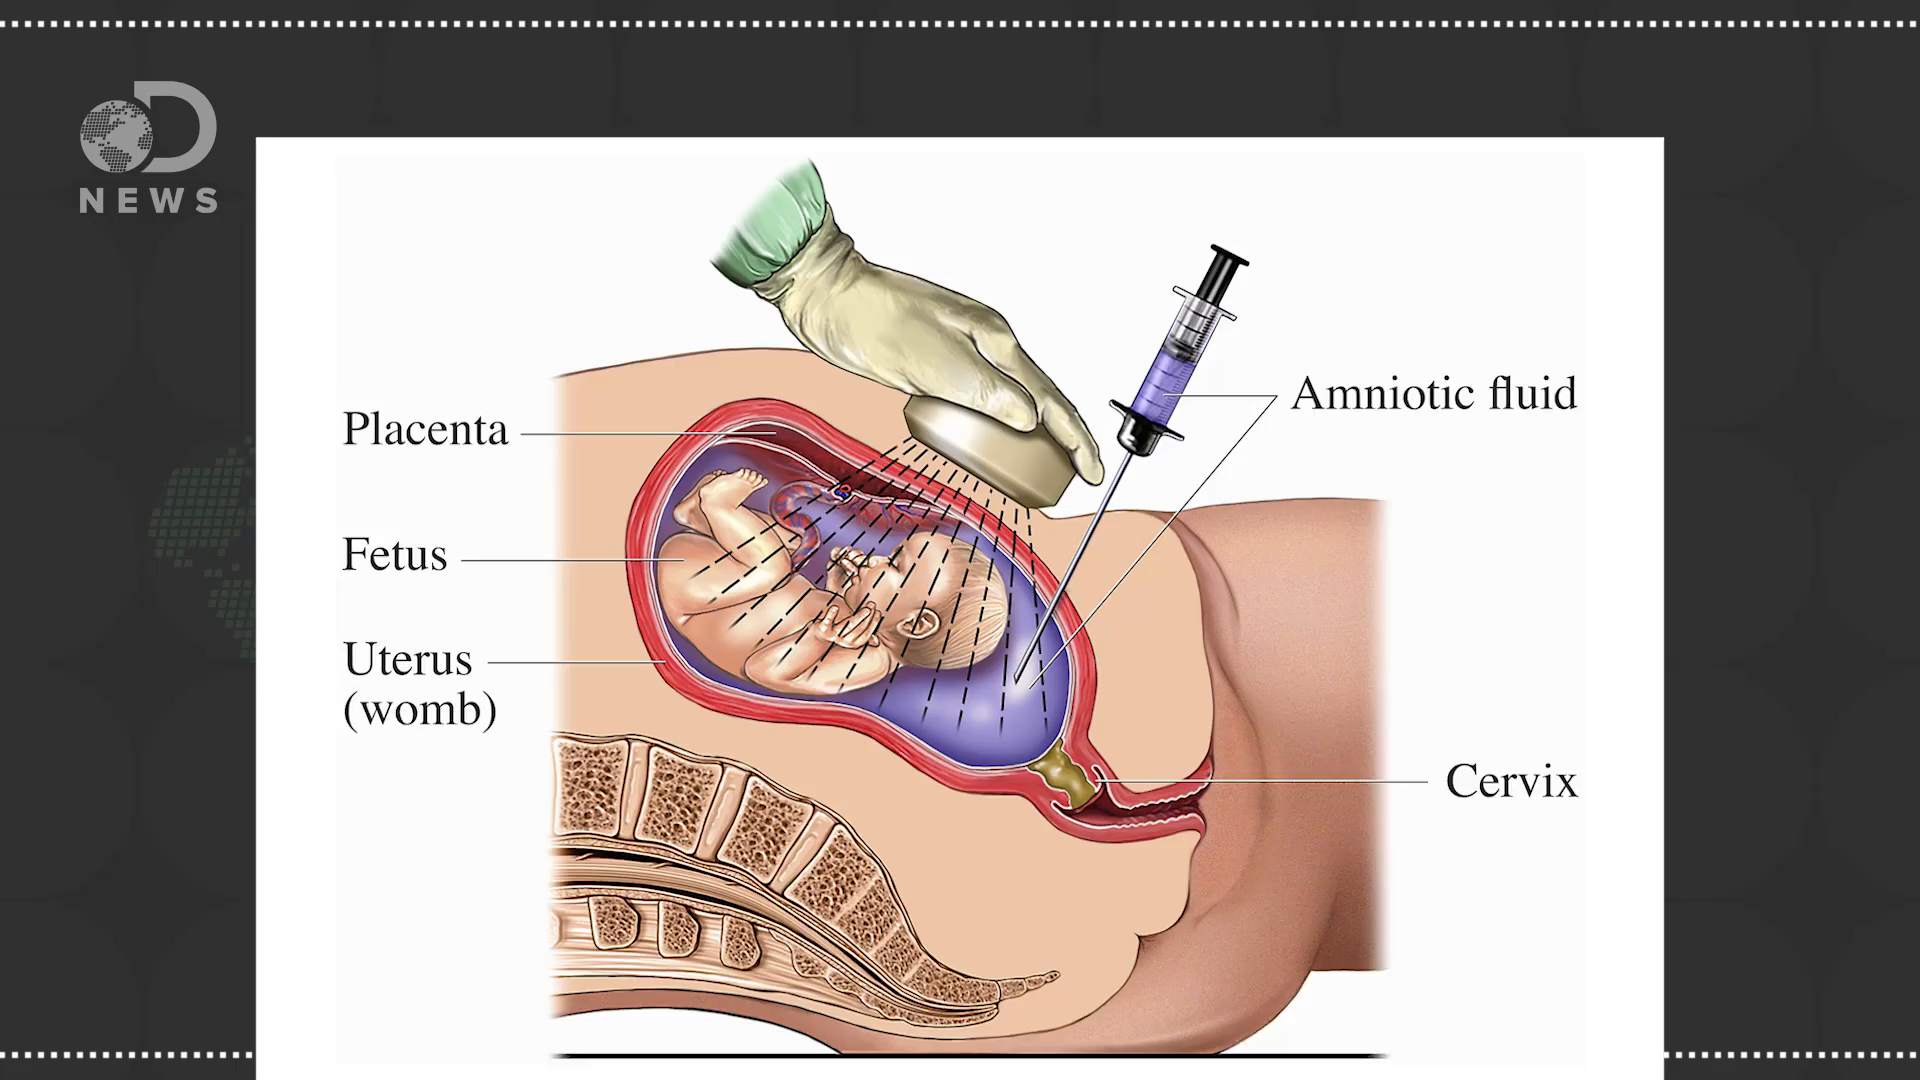 NEWS
Placenta
Amniotic fluid
Fetus
Uterus
(womb)
Cervix